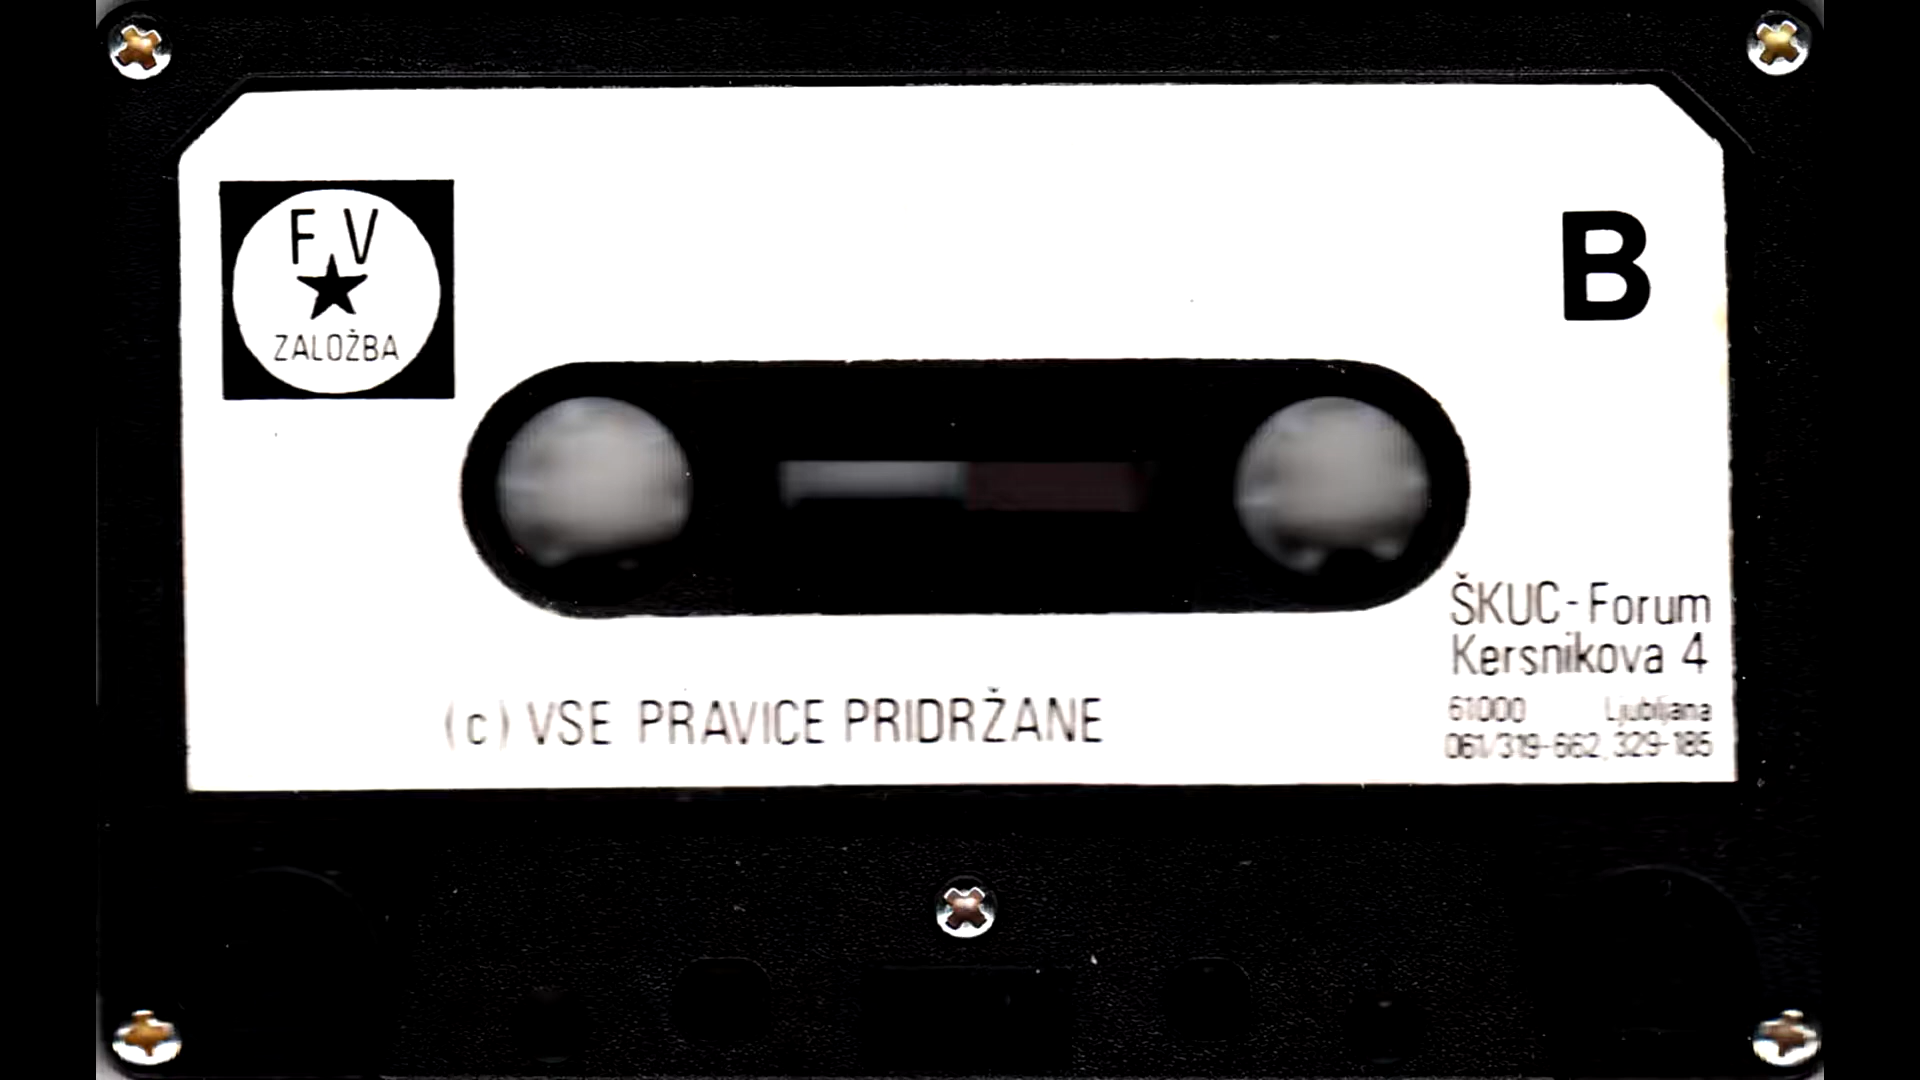 F V
ZALOŽBA
B
ŠKUC-Forum
Kersnikova 4
61000 Ljubljana
061/319-662, 329-185
(c) VSE PRAVICE PRIDRŽANE